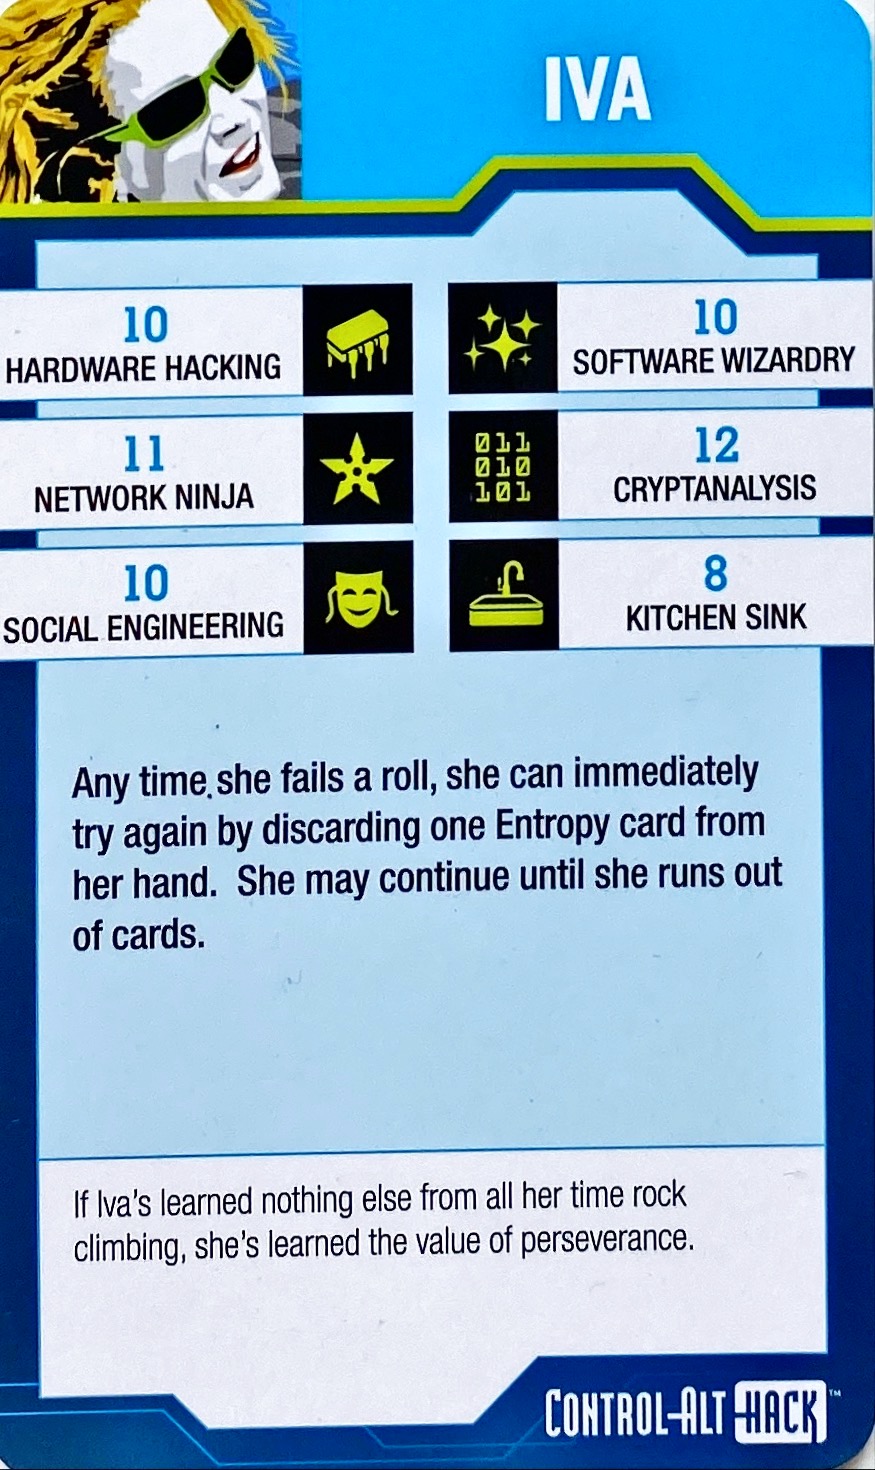 IVA
10
HARDWARE HACKING
10
SOFTWARE WIZARDRY
11
NETWORK NINJA
011
010
101
12
CRYPTANALYSIS
10
SOCIAL ENGINEERING
8
KITCHEN SINK
Any time she fails a roll, she can immediately
try again by discarding one Entropy card from
her hand.  She may continue until she runs out
of cards.
If Iva's learned nothing else from all her time rock
climbing, she's learned the value of perseverance.
CONTROL-ALT-HACK™